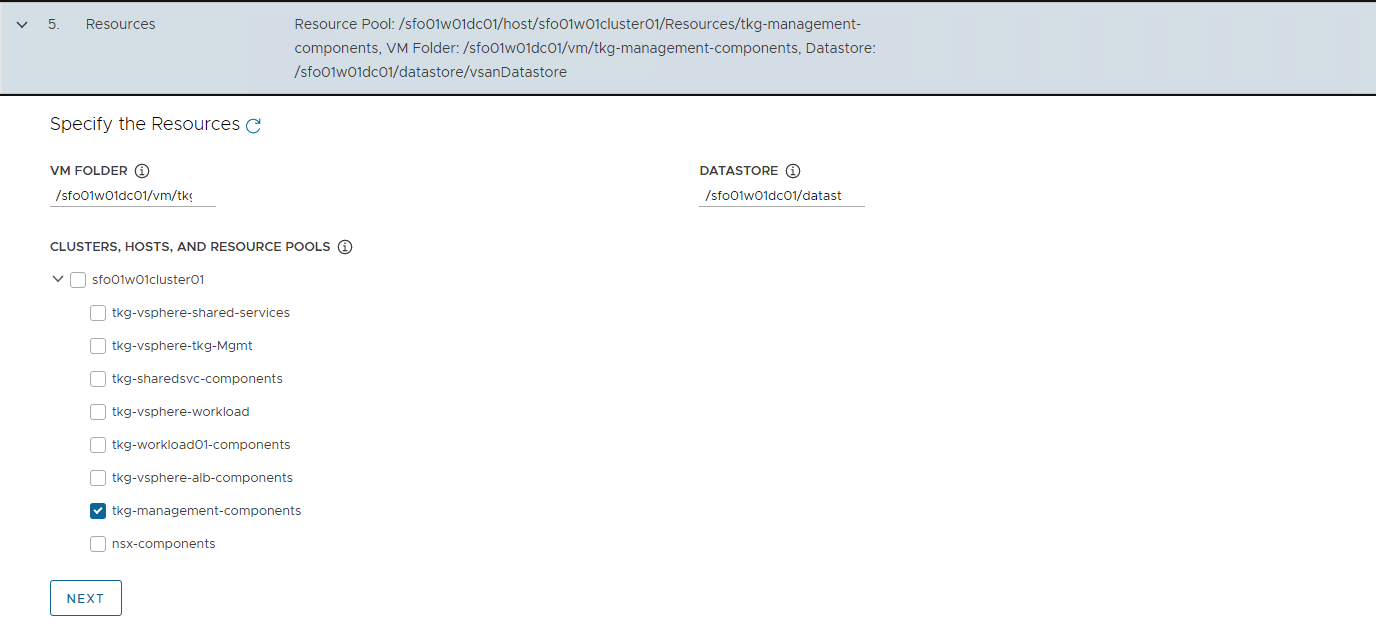 5. Resources Resource Pool: /sfo01w01dc01/host/sfo01w01cluster01/Resources/tkg-management-
components, VM Folder: /sfo01w01dc01/vm/tkg-management-components, Datastore:
/sfo01w01dc01/datastore/vsanDatastore
Specify the Resources
VM FOLDER DATASTORE
/sfo01w01dc01/vm/tkg /sfo01w01dc01/datast
CLUSTERS, HOSTS, AND RESOURCE POOLS
sfo01w01cluster01
tkg-vsphere-shared-services
tkg-vsphere-tkg-Mgmt
tkg-sharedsvc-components
tkg-vsphere-workload
tkg-workload01-components
tkg-vsphere-alb-components
tkg-management-components
nsx-components
NEXT